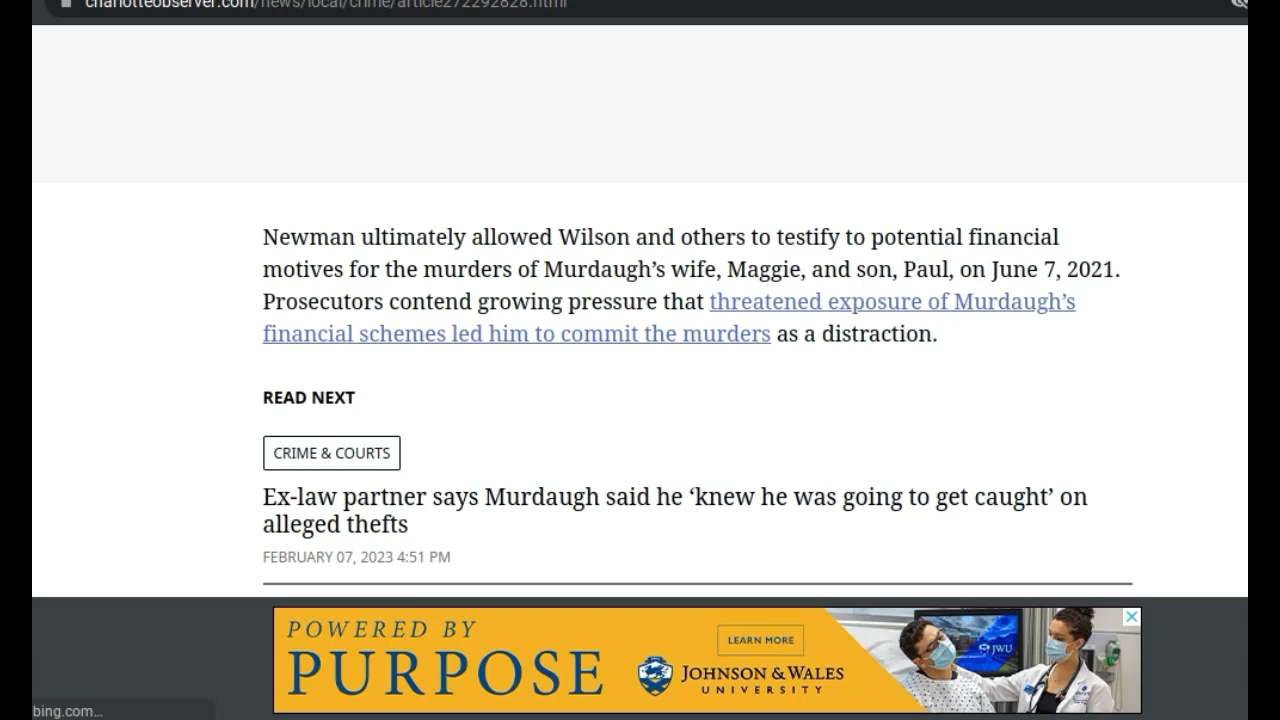 charlotteobserver.com/news/local/crime/article272292828.html
Newman ultimately allowed Wilson and others to testify to potential financial
motives for the murders of Murdaugh’s wife, Maggie, and son, Paul, on June 7, 2021.
Prosecutors contend growing pressure that threatened exposure of Murdaugh’s
financial schemes led him to commit the murders as a distraction.
READ NEXT
CRIME & COURTS
Ex-law partner says Murdaugh said he ‘knew he was going to get caught’ on
alleged thefts
FEBRUARY 07, 2023 4:51 PM
POWERED BY
PURPOSE
LEARN MORE
JOHNSON & WALES
UNIVERSITY
JWU
bing.com…